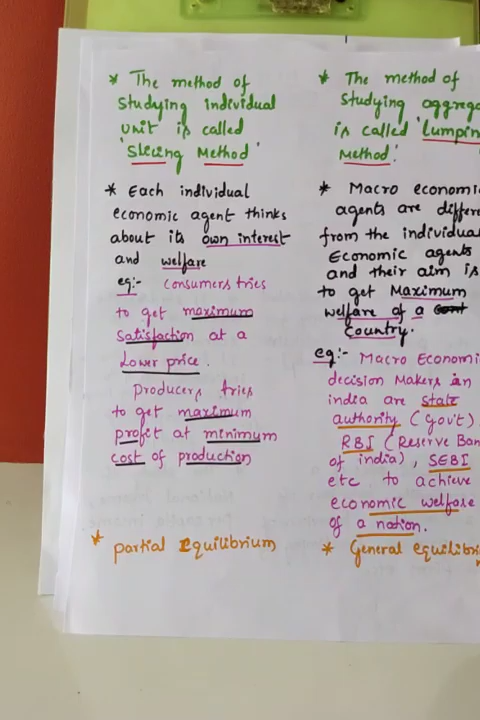 * The method of
studying individual
unit is called
'Slicing Method'
* Each individual
economic agent thinks
about its own interest
and welfare
eg:- Consumers tries
to get maximum
satisfaction at a
Lower price.
Producers tries
to get maximum
profit at minimum
cost of production
* partial Equilibrium
* The method of
studying aggrega
is called 'Lumpin
Method.'
* Macro economic
agents are differe
from the individual
Economic agents
and their aim is
to get Maximum
welfare of a
Country.
eg:- Macro Economi
decision Makers in
india are state
authority (Gov't)
RBI (Reserve Ban
of india), SEBI
etc to achieve
economic welfare
of a nation.
* General equilibri